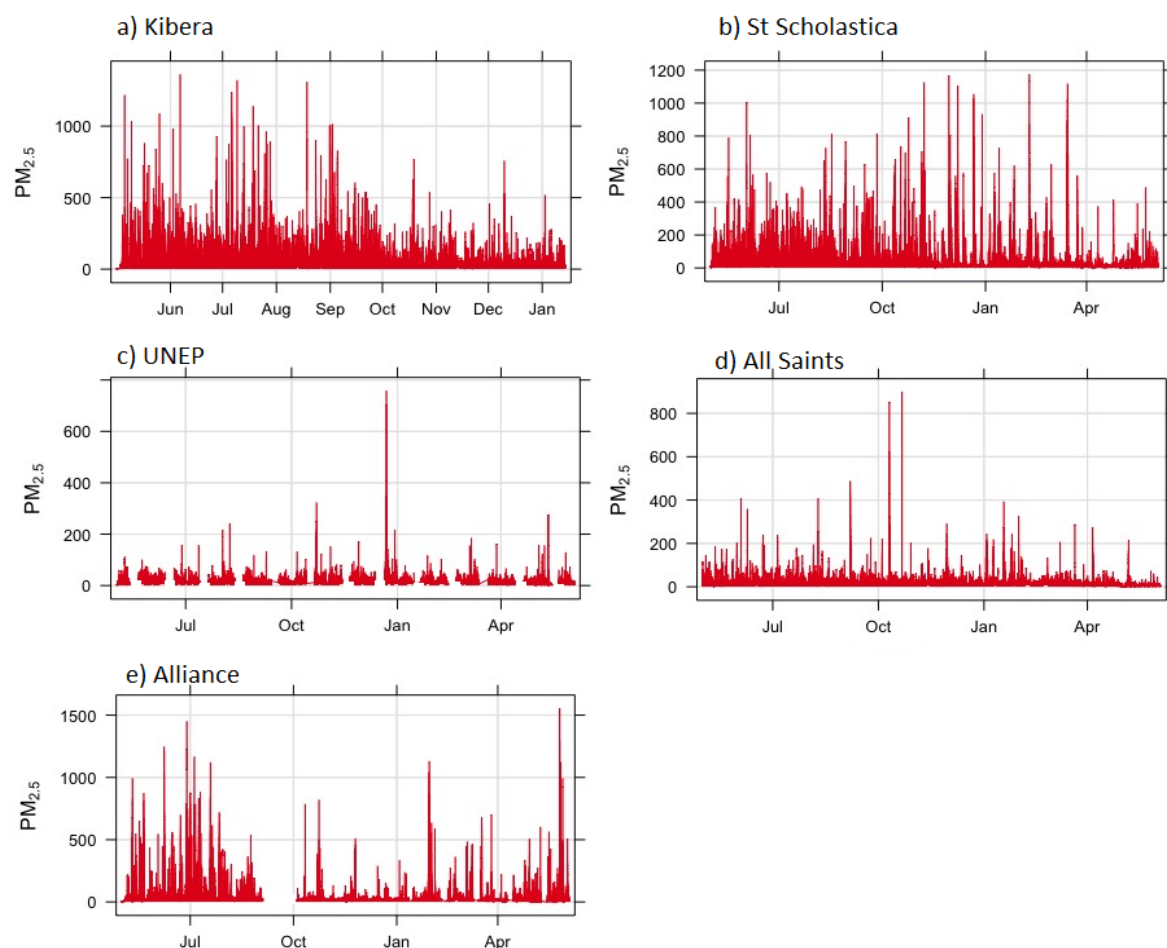 a) Kibera
PM2.5
1000
500
0
Jun Jul Aug Sep Oct Nov Dec Jan
b) St Scholastica
PM2.5
1200
1000
800
600
400
200
0
Jul Oct Jan Apr
c) UNEP
PM2.5
600
400
200
0
Jul Oct Jan Apr
d) All Saints
PM2.5
800
600
400
200
0
Jul Oct Jan Apr
e) Alliance
PM2.5
1500
1000
500
0
Jul Oct Jan Apr